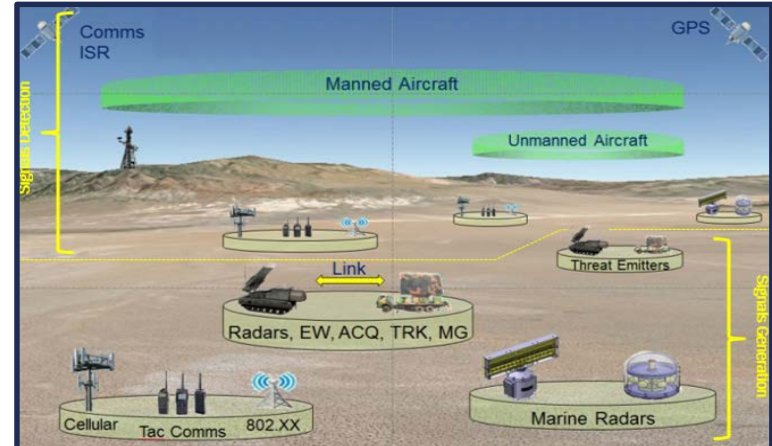 Comms
ISR
GPS
Manned Aircraft
Unmanned Aircraft
Signals Detection
Link
Threat Emitters
Radars, EW, ACQ, TRK, MG
Signals Generation
Cellular
Tac Comms
802.XX
Marine Radars